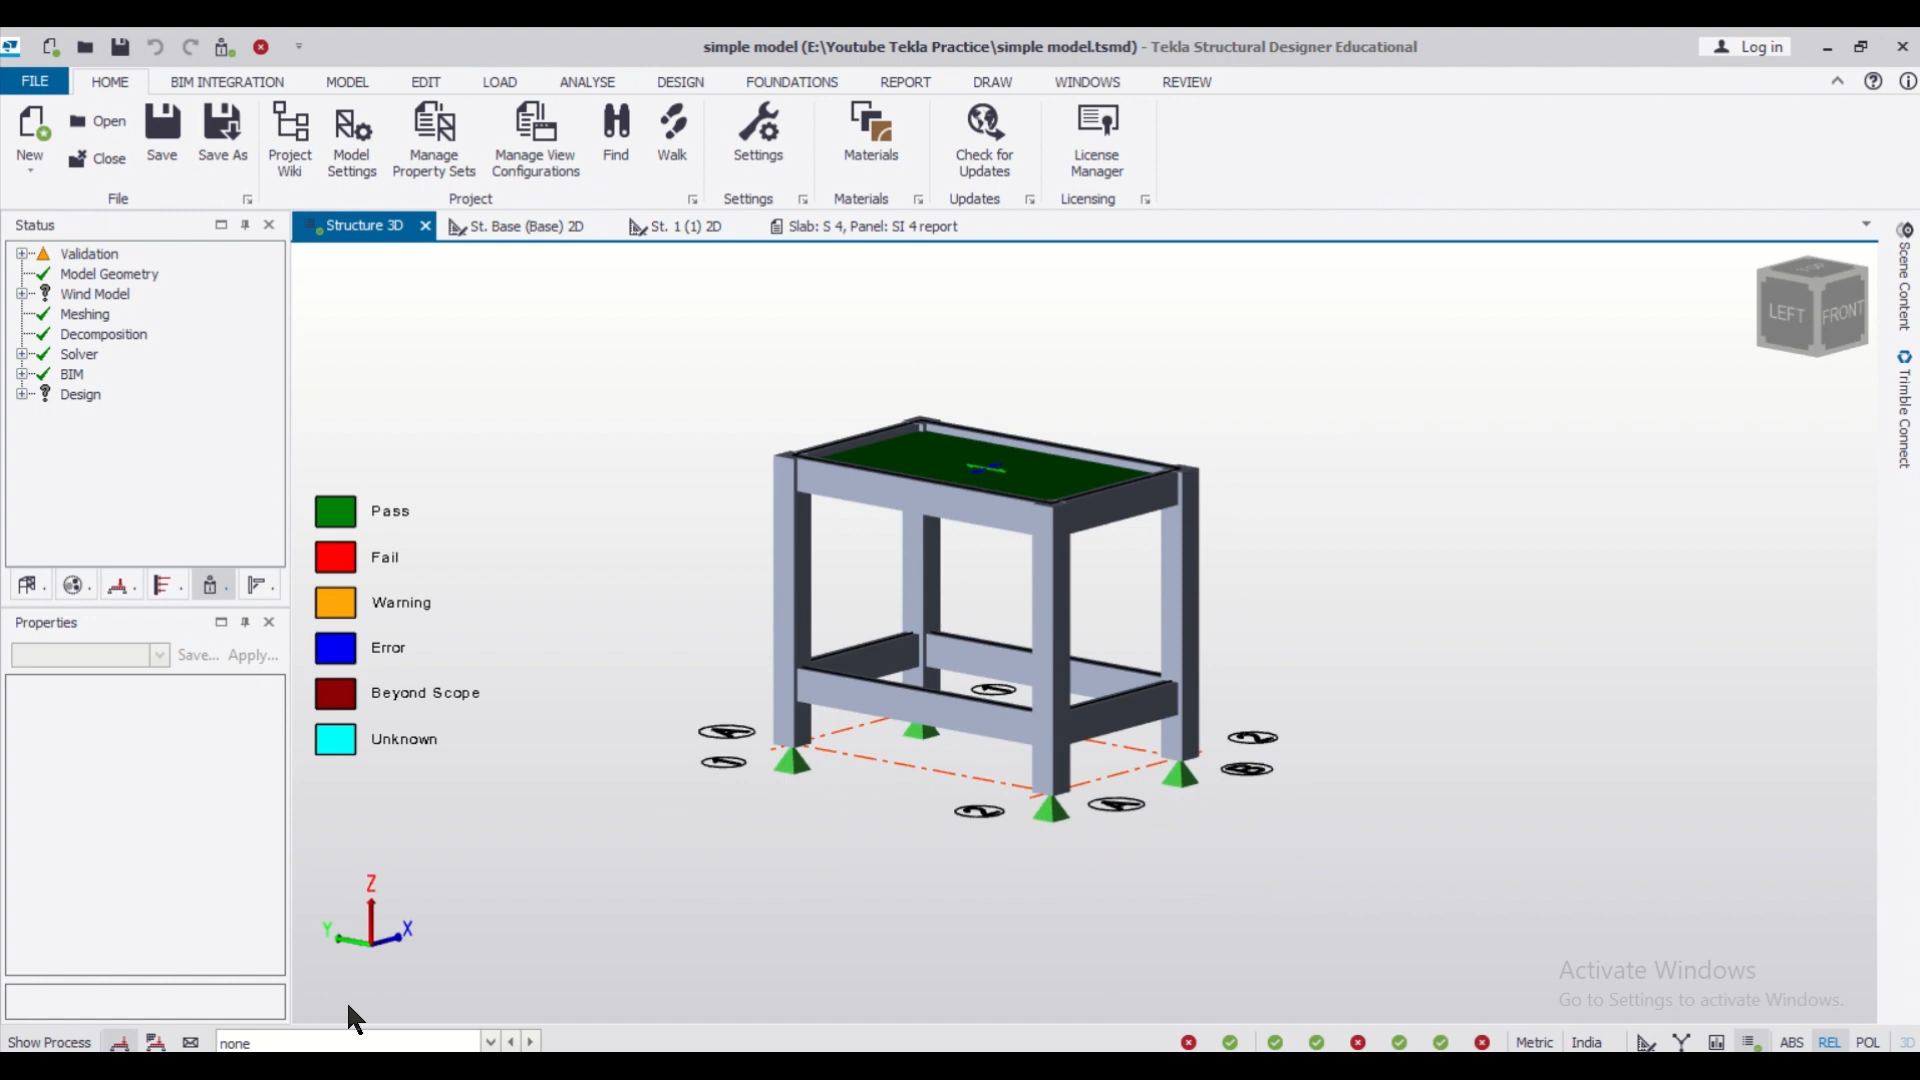 simple model (E:\Youtube Tekla Practice\simple model.tsmd) - Tekla Structural Designer Educational
Log in
FILE HOME BIM INTEGRATION MODEL EDIT LOAD ANALYSE DESIGN FOUNDATIONS REPORT DRAW WINDOWS REVIEW
New
Open
Close
Save
Save As
Project Wiki
Model Settings
Manage Property Sets
Manage View Configurations
Find
Walk
Settings
Materials
Check for Updates
License Manager
File Project Settings Materials Updates Licensing
Status
Structure 3D St. Base (Base) 2D St. 1 (1) 2D Slab: S 4, Panel: SI 4 report
Validation
Model Geometry
Wind Model
Meshing
Decomposition
Solver
BIM
Design
Scene Content
Trimble Connect
TOP
LEFT FRONT
Pass
Fail
Warning
Error
Beyond Scope
Unknown
Properties
Save... Apply...
1
A 2
1 B
2 A
Z
Y X
Activate Windows
Go to Settings to activate Windows.
Show Process none Metric India ABS REL POL 3D